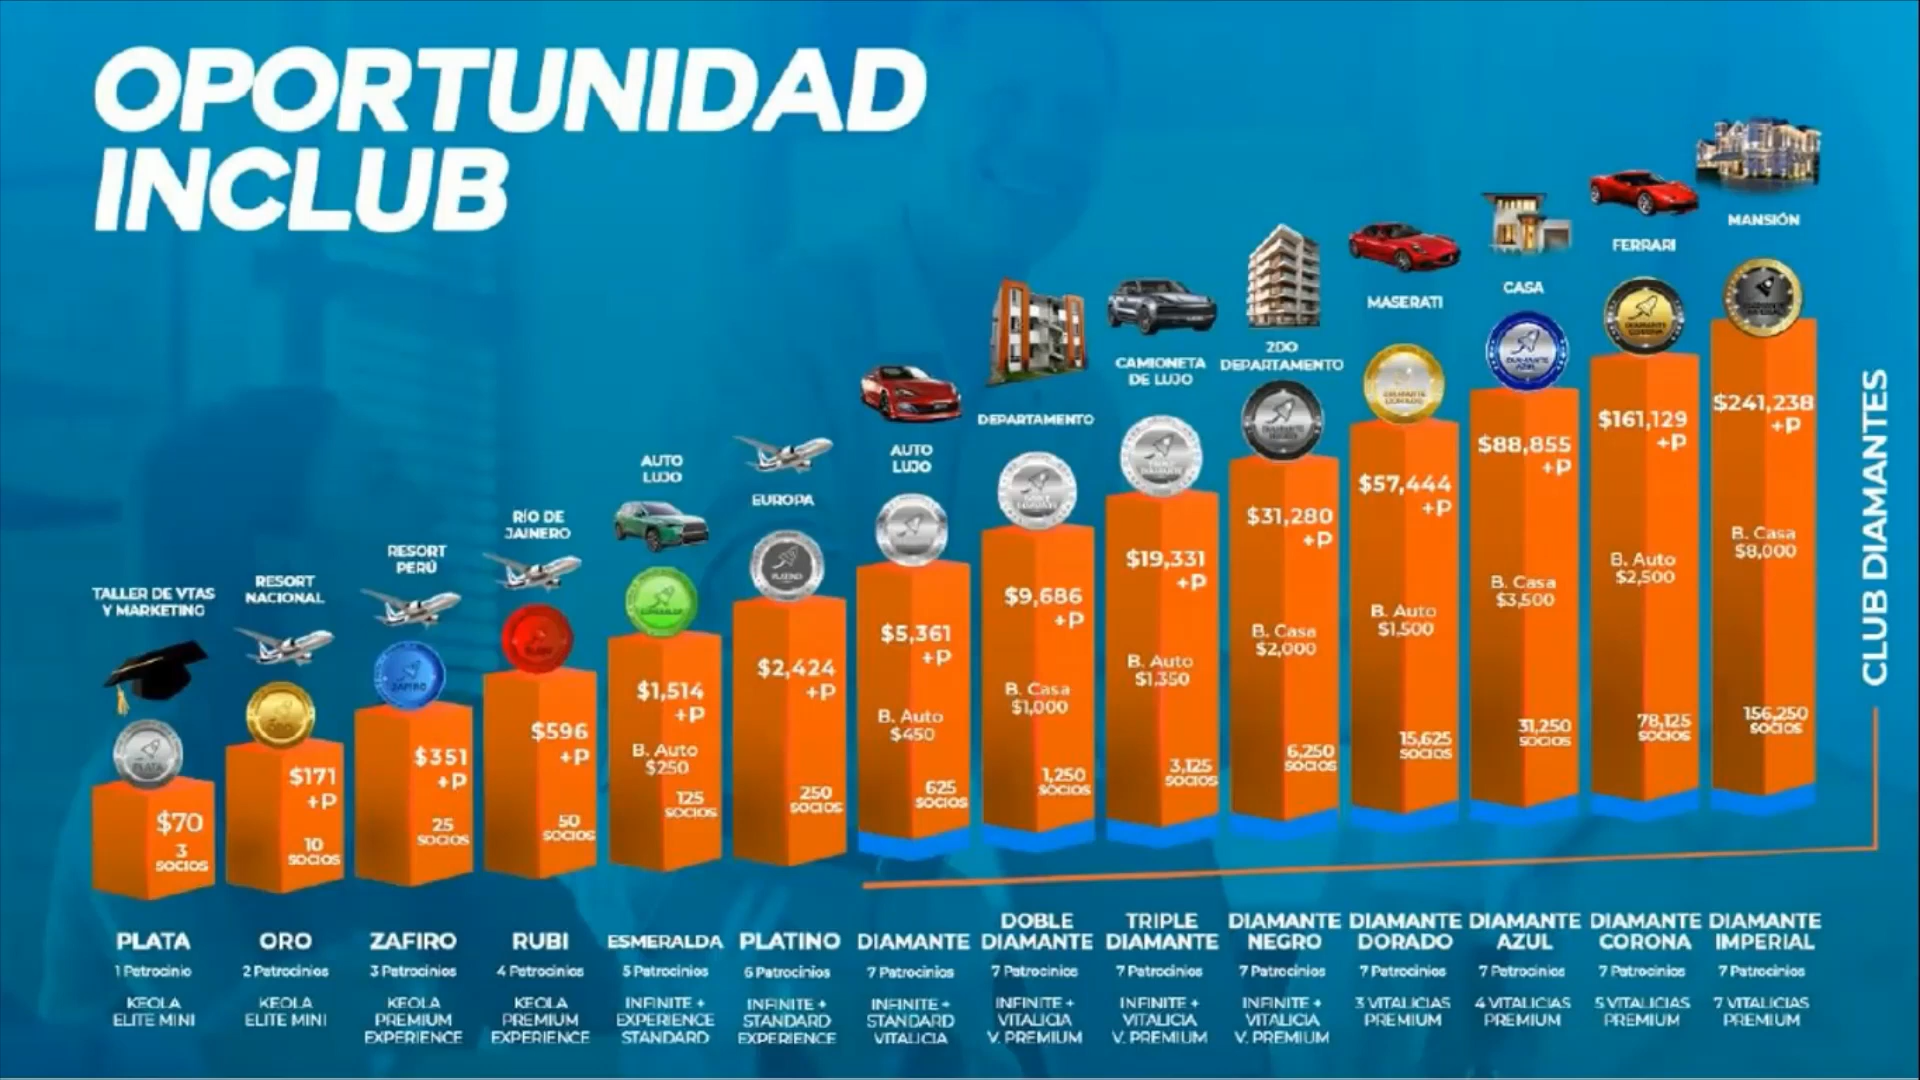 OPORTUNIDAD
INCLUB
TALLER DE VTAS
Y MARKETING
PLATA
$70
3
SOCIOS
PLATA
1 Patrocinio
KEOLA
ELITE MINI
RESORT
NACIONAL
$171
+P
10
SOCIOS
ORO
2 Patrocinios
KEOLA
ELITE MINI
RESORT
PERÚ
ZAFIRO
$351
+P
25
SOCIOS
ZAFIRO
3 Patrocinios
KEOLA
PREMIUM
EXPERIENCE
RÍO DE
JAINERO
$596
+P
50
SOCIOS
RUBI
4 Patrocinios
KEOLA
PREMIUM
EXPERIENCE
AUTO
LUJO
$1,514
+P
B. Auto
$250
125
SOCIOS
ESMERALDA
5 Patrocinios
INFINITE +
EXPERIENCE
STANDARD
EUROPA
PLATINO
$2,424
+P
250
SOCIOS
PLATINO
6 Patrocinios
INFINITE +
STANDARD
EXPERIENCE
AUTO
LUJO
$5,361
+P
B. Auto
$450
625
SOCIOS
DIAMANTE
7 Patrocinios
INFINITE +
STANDARD
VITALICIA
DEPARTAMENTO
$9,686
+P
B. Casa
$1,000
1,250
SOCIOS
DOBLE
DIAMANTE
7 Patrocinios
INFINITE +
VITALICIA
V. PREMIUM
CAMIONETA
DE LUJO
$19,331
+P
B. Auto
$1,350
3,125
SOCIOS
TRIPLE
DIAMANTE
7 Patrocinios
INFINITE +
VITALICIA
V. PREMIUM
2DO
DEPARTAMENTO
$31,280
+P
B. Casa
$2,000
6,250
SOCIOS
DIAMANTE
NEGRO
7 Patrocinios
INFINITE +
VITALICIA
V. PREMIUM
MASERATI
$57,444
+P
B. Auto
$1,500
15,625
SOCIOS
DIAMANTE
DORADO
7 Patrocinios
3 VITALICIAS
PREMIUM
CASA
DIAMANTE
AZUL
$88,855
+P
B. Casa
$3,500
31,250
SOCIOS
DIAMANTE
AZUL
7 Patrocinios
4 VITALICIAS
PREMIUM
FERRARI
DIAMANTE
CORONA
$161,129
+P
B. Auto
$2,500
78,125
SOCIOS
DIAMANTE
CORONA
7 Patrocinios
5 VITALICIAS
PREMIUM
MANSIÓN
$241,238
+P
B. Casa
$8,000
156,250
SOCIOS
DIAMANTE
IMPERIAL
7 Patrocinios
7 VITALICIAS
PREMIUM
CLUB DIAMANTES